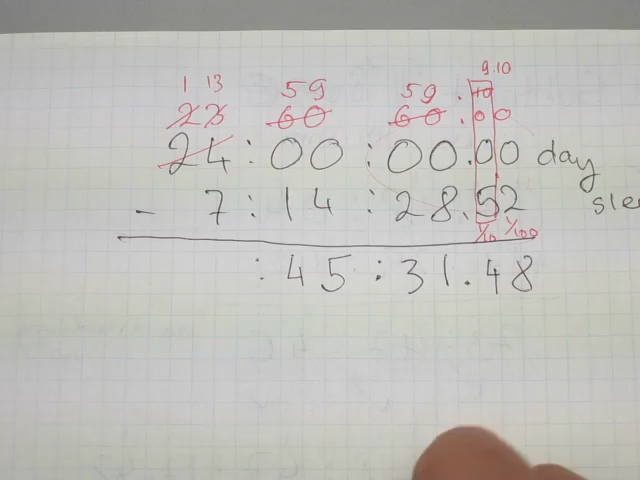 9 10
1 13 59 59 . 10
23 60 60 : 00
24 : 00 : 00.00 day
- 7 : 14 : 28.52
1/10 1/100
: 45 : 31.48